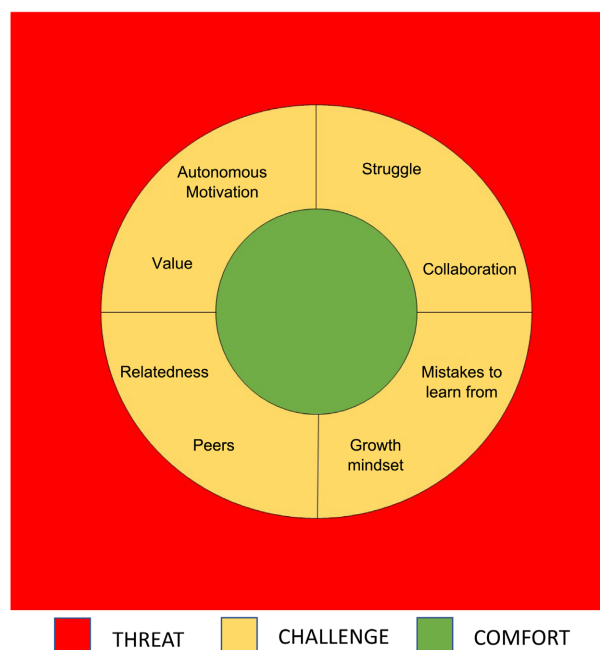 Autonomous
Motivation
Struggle
Value
Collaboration
Relatedness
Mistakes to
learn from
Peers
Growth
mindset
THREAT
CHALLENGE
COMFORT